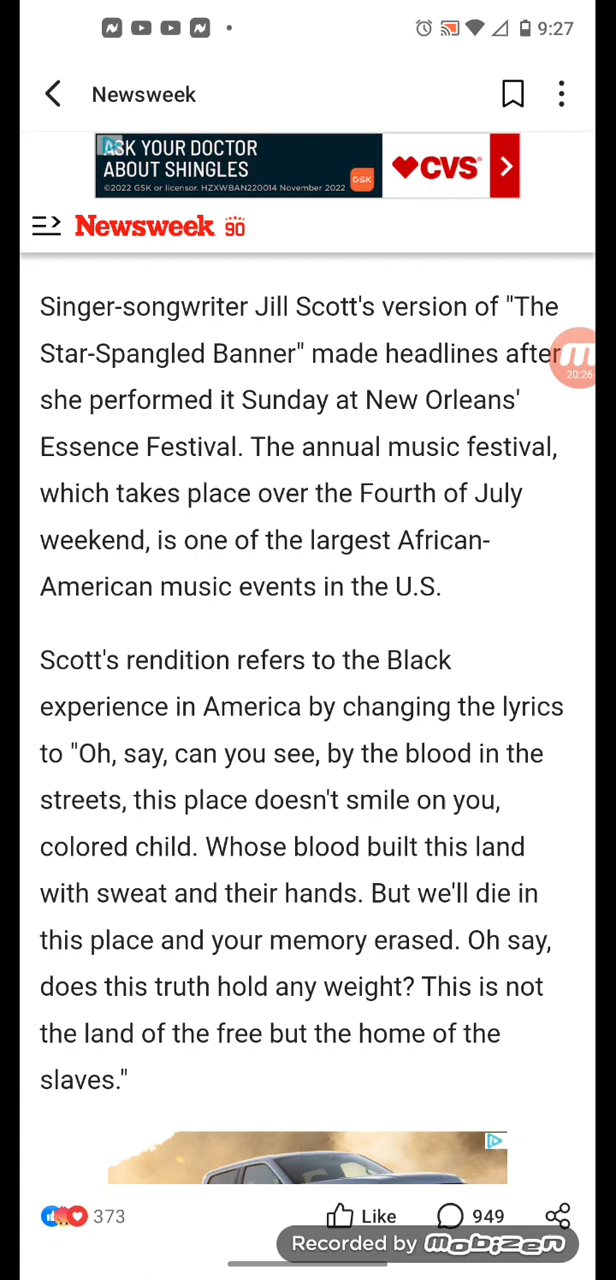 9:27
Newsweek
ASK YOUR DOCTOR
ABOUT SHINGLES
©2022 GSK or licensor. HZXWBAN220014 November 2022
GSK
CVS®
Newsweek 90
Singer-songwriter Jill Scott's version of "The
Star-Spangled Banner" made headlines after
20:26
she performed it Sunday at New Orleans'
Essence Festival. The annual music festival,
which takes place over the Fourth of July
weekend, is one of the largest African-
American music events in the U.S.
Scott's rendition refers to the Black
experience in America by changing the lyrics
to "Oh, say, can you see, by the blood in the
streets, this place doesn't smile on you,
colored child. Whose blood built this land
with sweat and their hands. But we'll die in
this place and your memory erased. Oh say,
does this truth hold any weight? This is not
the land of the free but the home of the
slaves."
373 Like 949
Recorded by mobizen